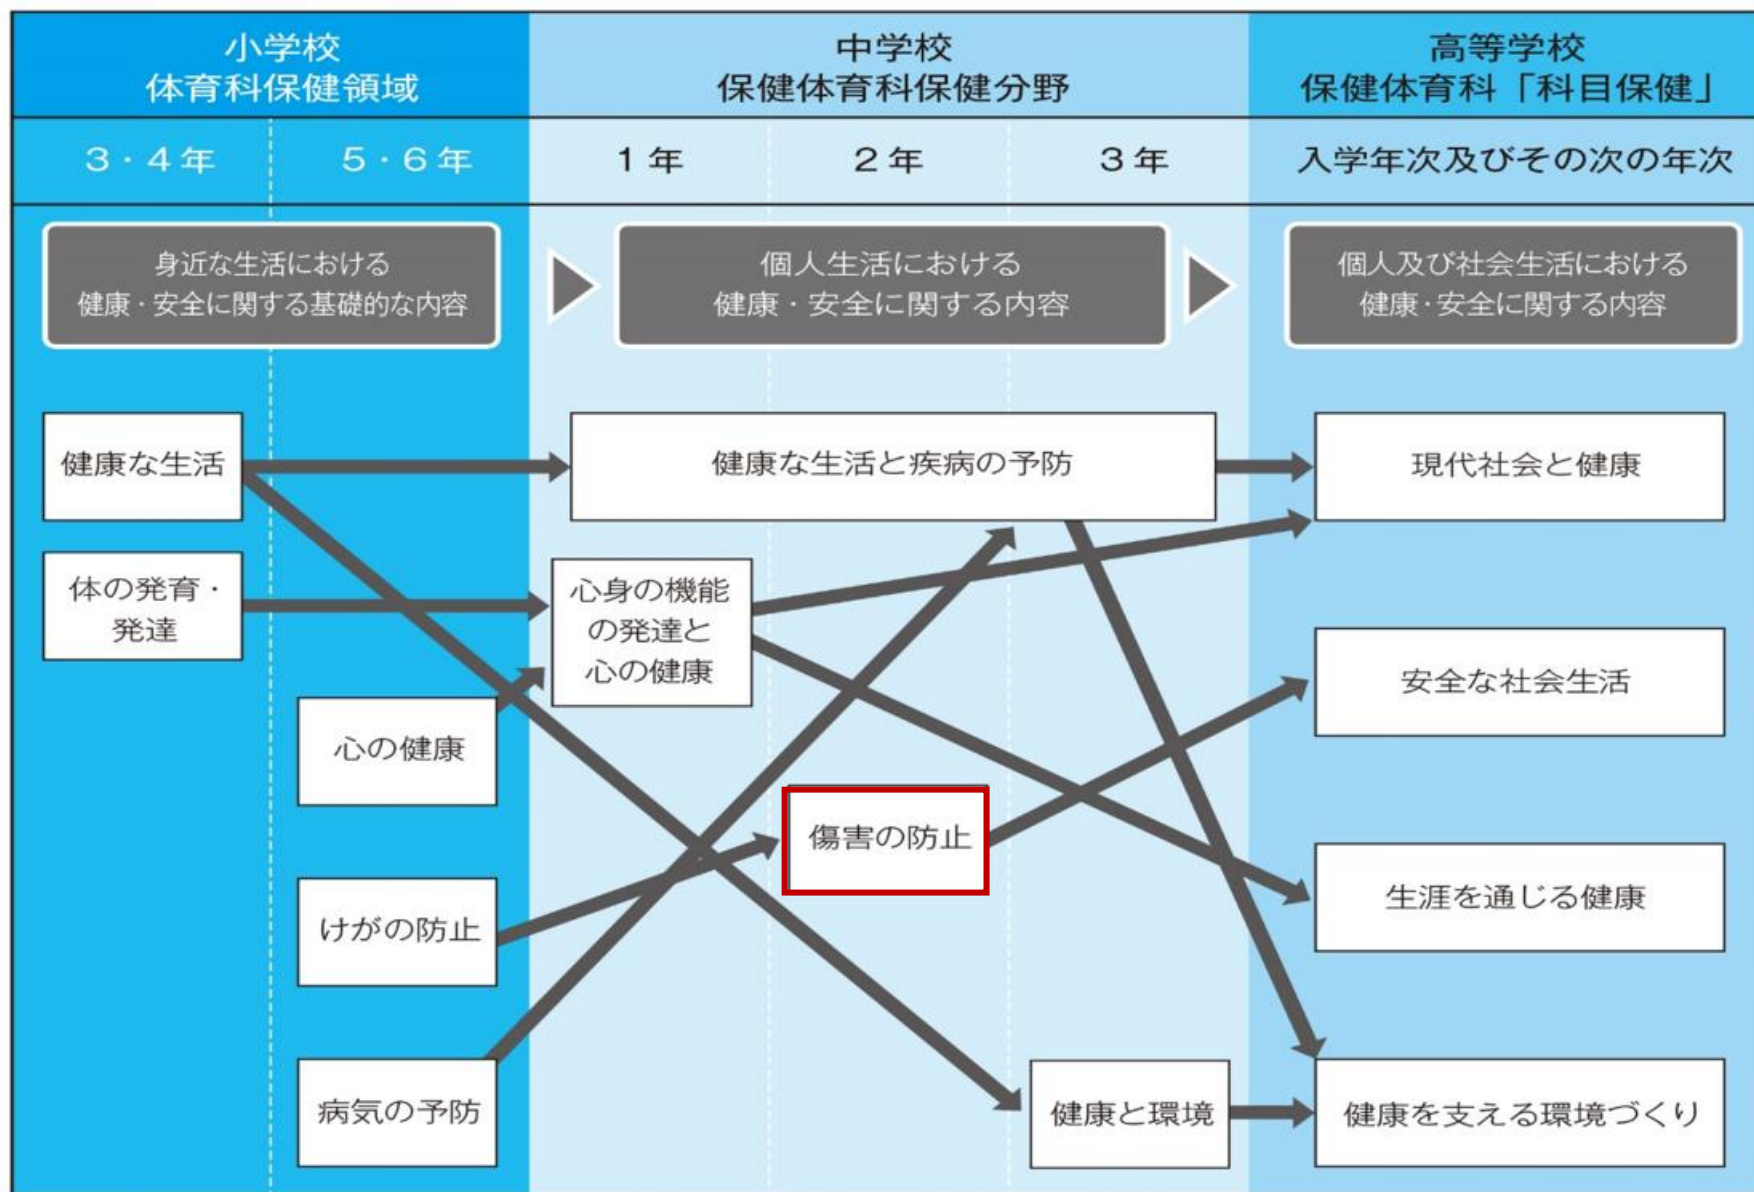 小学校
体育科保健領域
中学校
保健体育科保健分野
高等学校
保健体育科「科目保健」
3・4年
5・6年
1年
2年
3年
入学年次及びその次の年次
身近な生活における
健康・安全に関する基礎的な内容
個人生活における
健康・安全に関する内容
個人及び社会生活における
健康・安全に関する内容
健康な生活
健康な生活と疾病の予防
現代社会と健康
体の発育・
発達
心身の機能
の発達と
心の健康
安全な社会生活
心の健康
傷害の防止
生涯を通じる健康
けがの防止
病気の予防
健康と環境
健康を支える環境づくり